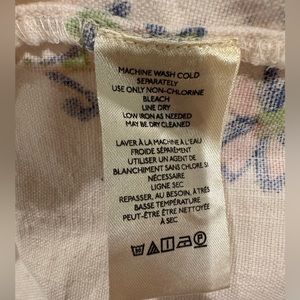 MACHINE WASH COLD
SEPARATELY
USE ONLY NON-CHLORINE
BLEACH
LINE DRY
LOW IRON AS NEEDED
MAY BE DRY CLEANED
LAVER À LA MACHINE À L'EAU
FROIDE SÉPARÉMENT
UTILISER UN AGENT DE
BLANCHIMENT SANS CHLORE, SI
NÉCESSAIRE
LIGNE SEC
REPASSER, AU BESOIN, À TRÈS
BASSE TEMPÉRATURE
PEUT-ÊTRE ÊTRE NETTOYÉE
À SEC